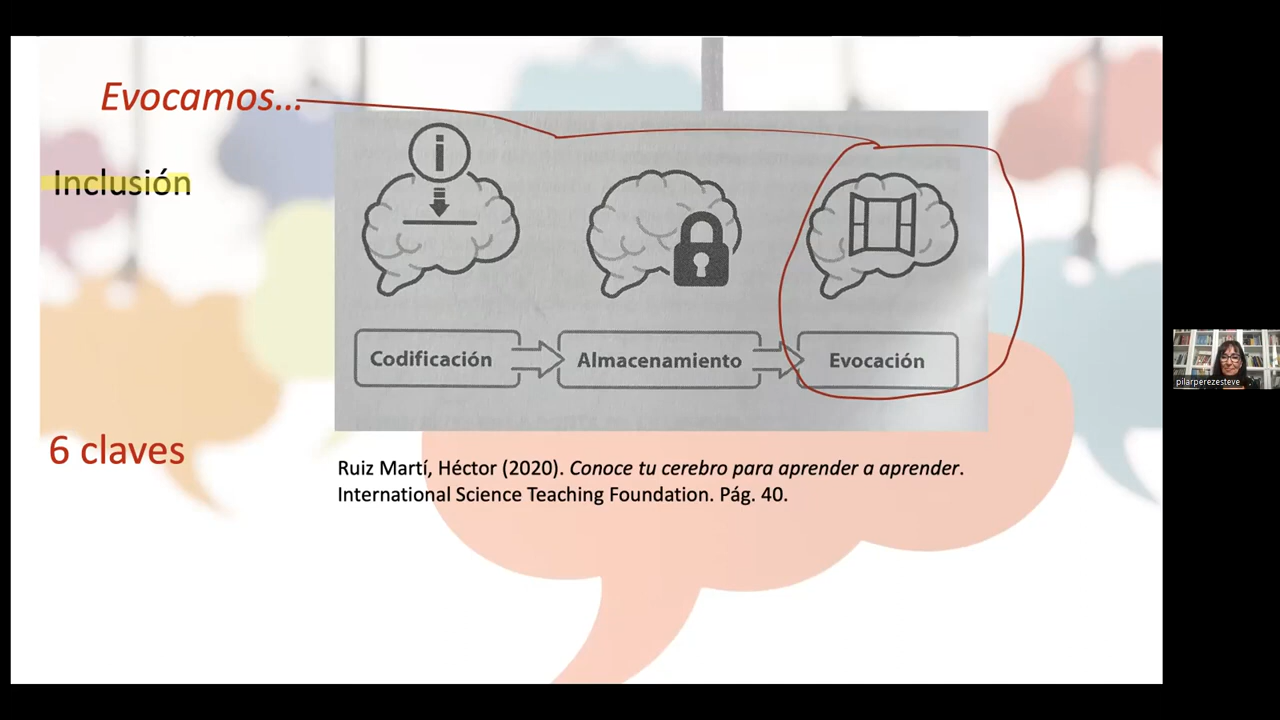 Evocamos...
Inclusión
i
Codificación
Almacenamiento
Evocación
6 claves
Ruiz Martí, Héctor (2020). Conoce tu cerebro para aprender a aprender.
International Science Teaching Foundation. Pág. 40.
pilarperezesteve